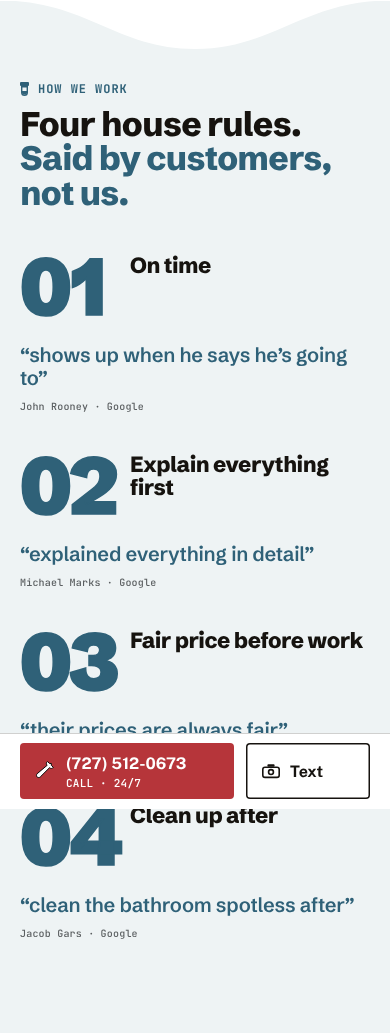 HOW WE WORK
Four house rules.
Said by customers,
not us.
01
On time
“shows up when he says he’s going
to”
John Rooney · Google
02
Explain everything
first
“explained everything in detail”
Michael Marks · Google
03
Fair price before work
“their prices are always fair”
(727) 512-0673
CALL · 24/7
Text
04
Clean up after
“clean the bathroom spotless after”
Jacob Gars · Google